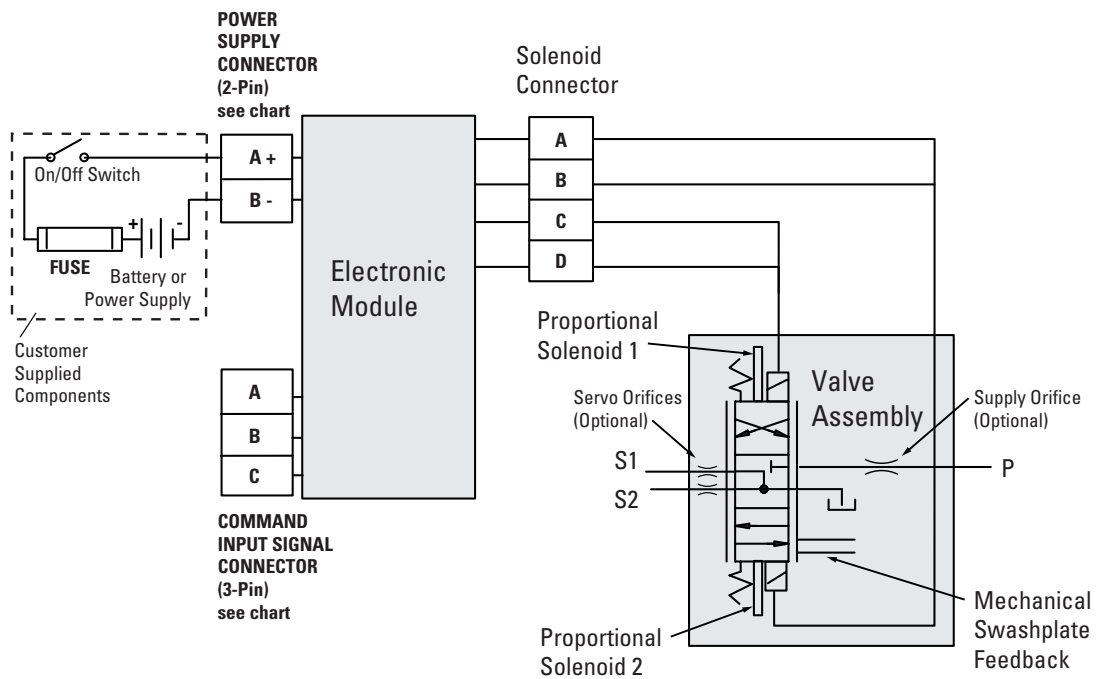 POWER
SUPPLY
CONNECTOR
(2-Pin)
see chart
Solenoid
Connector
On/Off Switch
A +
B -
+
-
FUSE
Battery or
Power Supply
Customer
Supplied
Components
Electronic
Module
A
B
C
D
A
B
C
COMMAND
INPUT SIGNAL
CONNECTOR
(3-Pin)
see chart
Proportional
Solenoid 1
Valve
Assembly
Servo Orifices
(Optional)
Supply Orifice
(Optional)
S1
S2
P
Proportional
Solenoid 2
Mechanical
Swashplate
Feedback